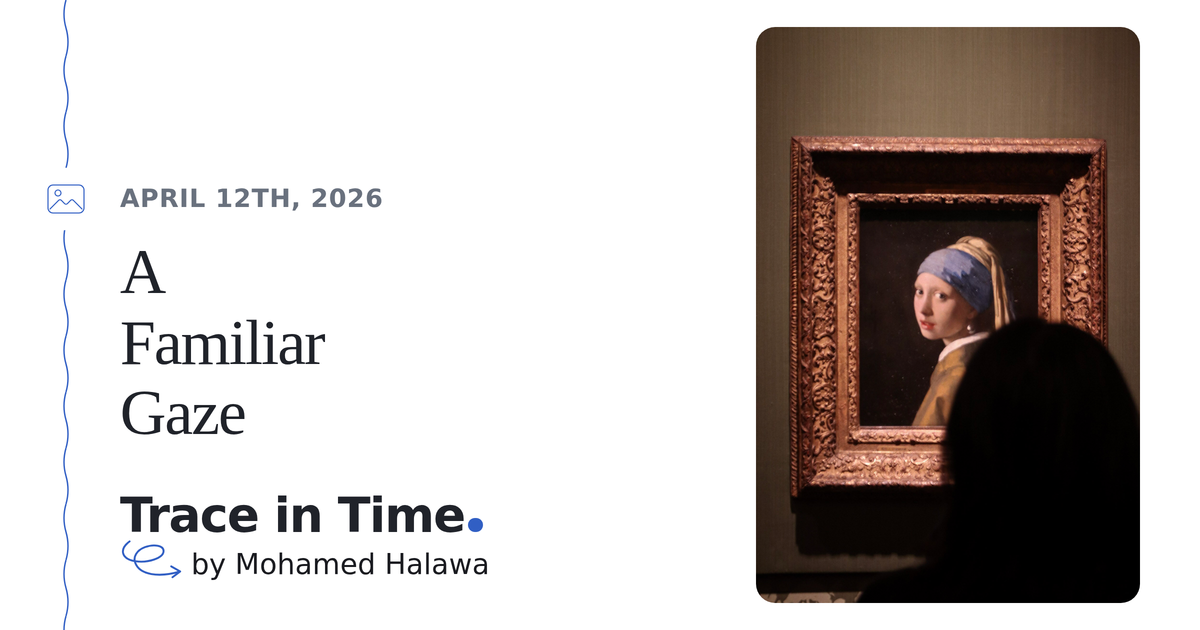 APRIL 12TH, 2026
A
Familiar
Gaze
Trace in Time.
by Mohamed Halawa